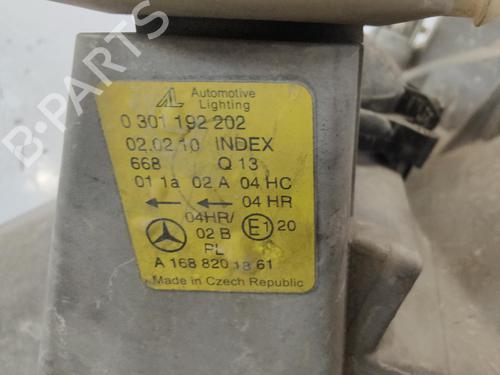 AL Automotive
Lighting
0 301 192 202
02.02.10 INDEX
668 Q 13
01 1a 02 A 04 HC
04 HR
04HR/
02 B
E1 20
PL
A 168 820 18 61
Made in Czech Republic
B-PARTS